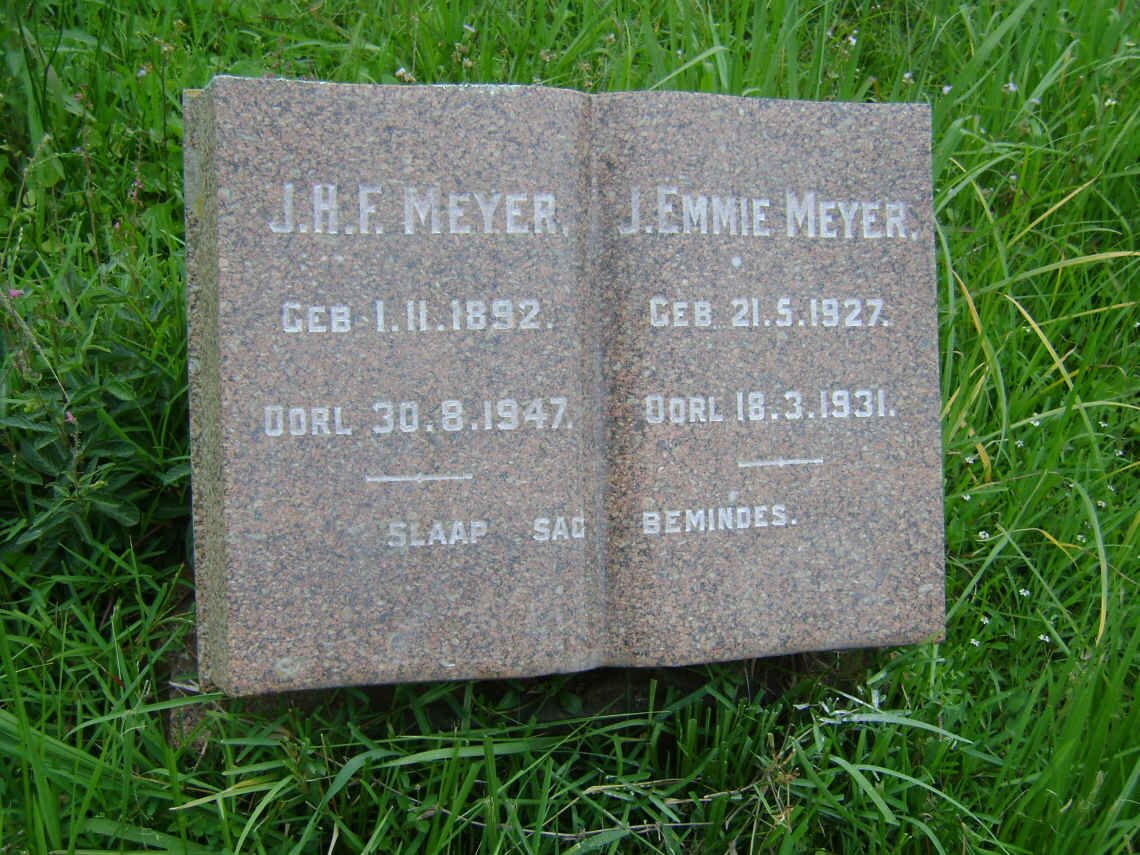 J.H.F. MEYER.
GEB 1.11.1892.
OORL 30.8.1947.
J. EMMIE MEYER.
GEB 21.5.1927.
OORL 18.3.1931.
SLAAP SAG BEMINDES.